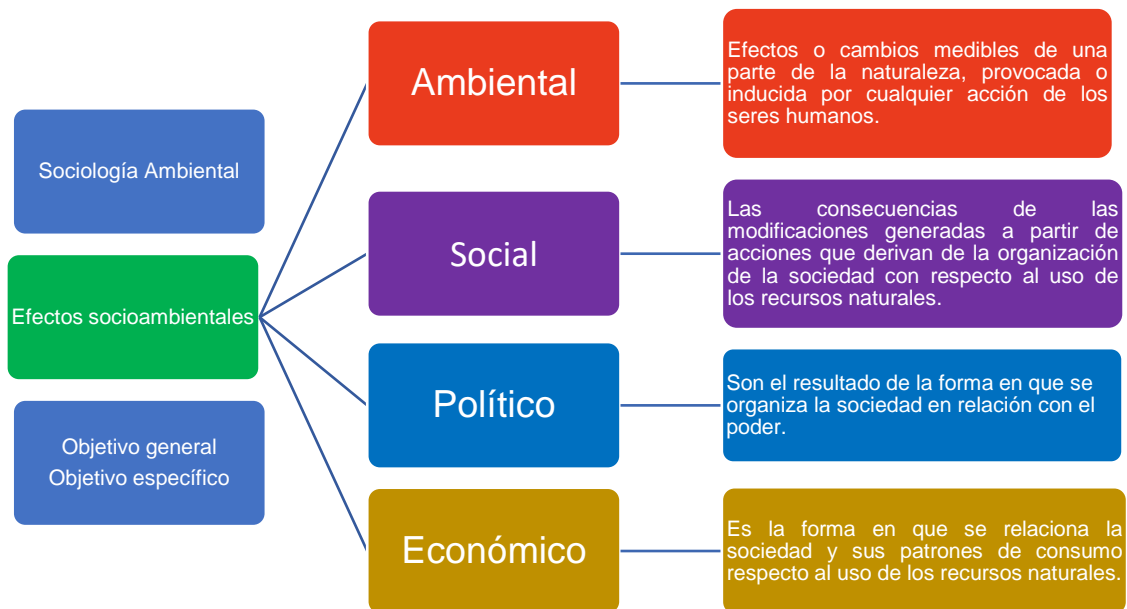 Sociología Ambiental
Efectos socioambientales
Objetivo general
Objetivo específico
Ambiental
Efectos o cambios medibles de una
parte de la naturaleza, provocada o
inducida por cualquier acción de los
seres humanos.
Social
Las consecuencias de las
modificaciones generadas a partir de
acciones que derivan de la organización
de la sociedad con respecto al uso de
los recursos naturales.
Político
Son el resultado de la forma en que se
organiza la sociedad en relación con el
poder.
Económico
Es la forma en que se relaciona la
sociedad y sus patrones de consumo
respecto al uso de los recursos naturales.